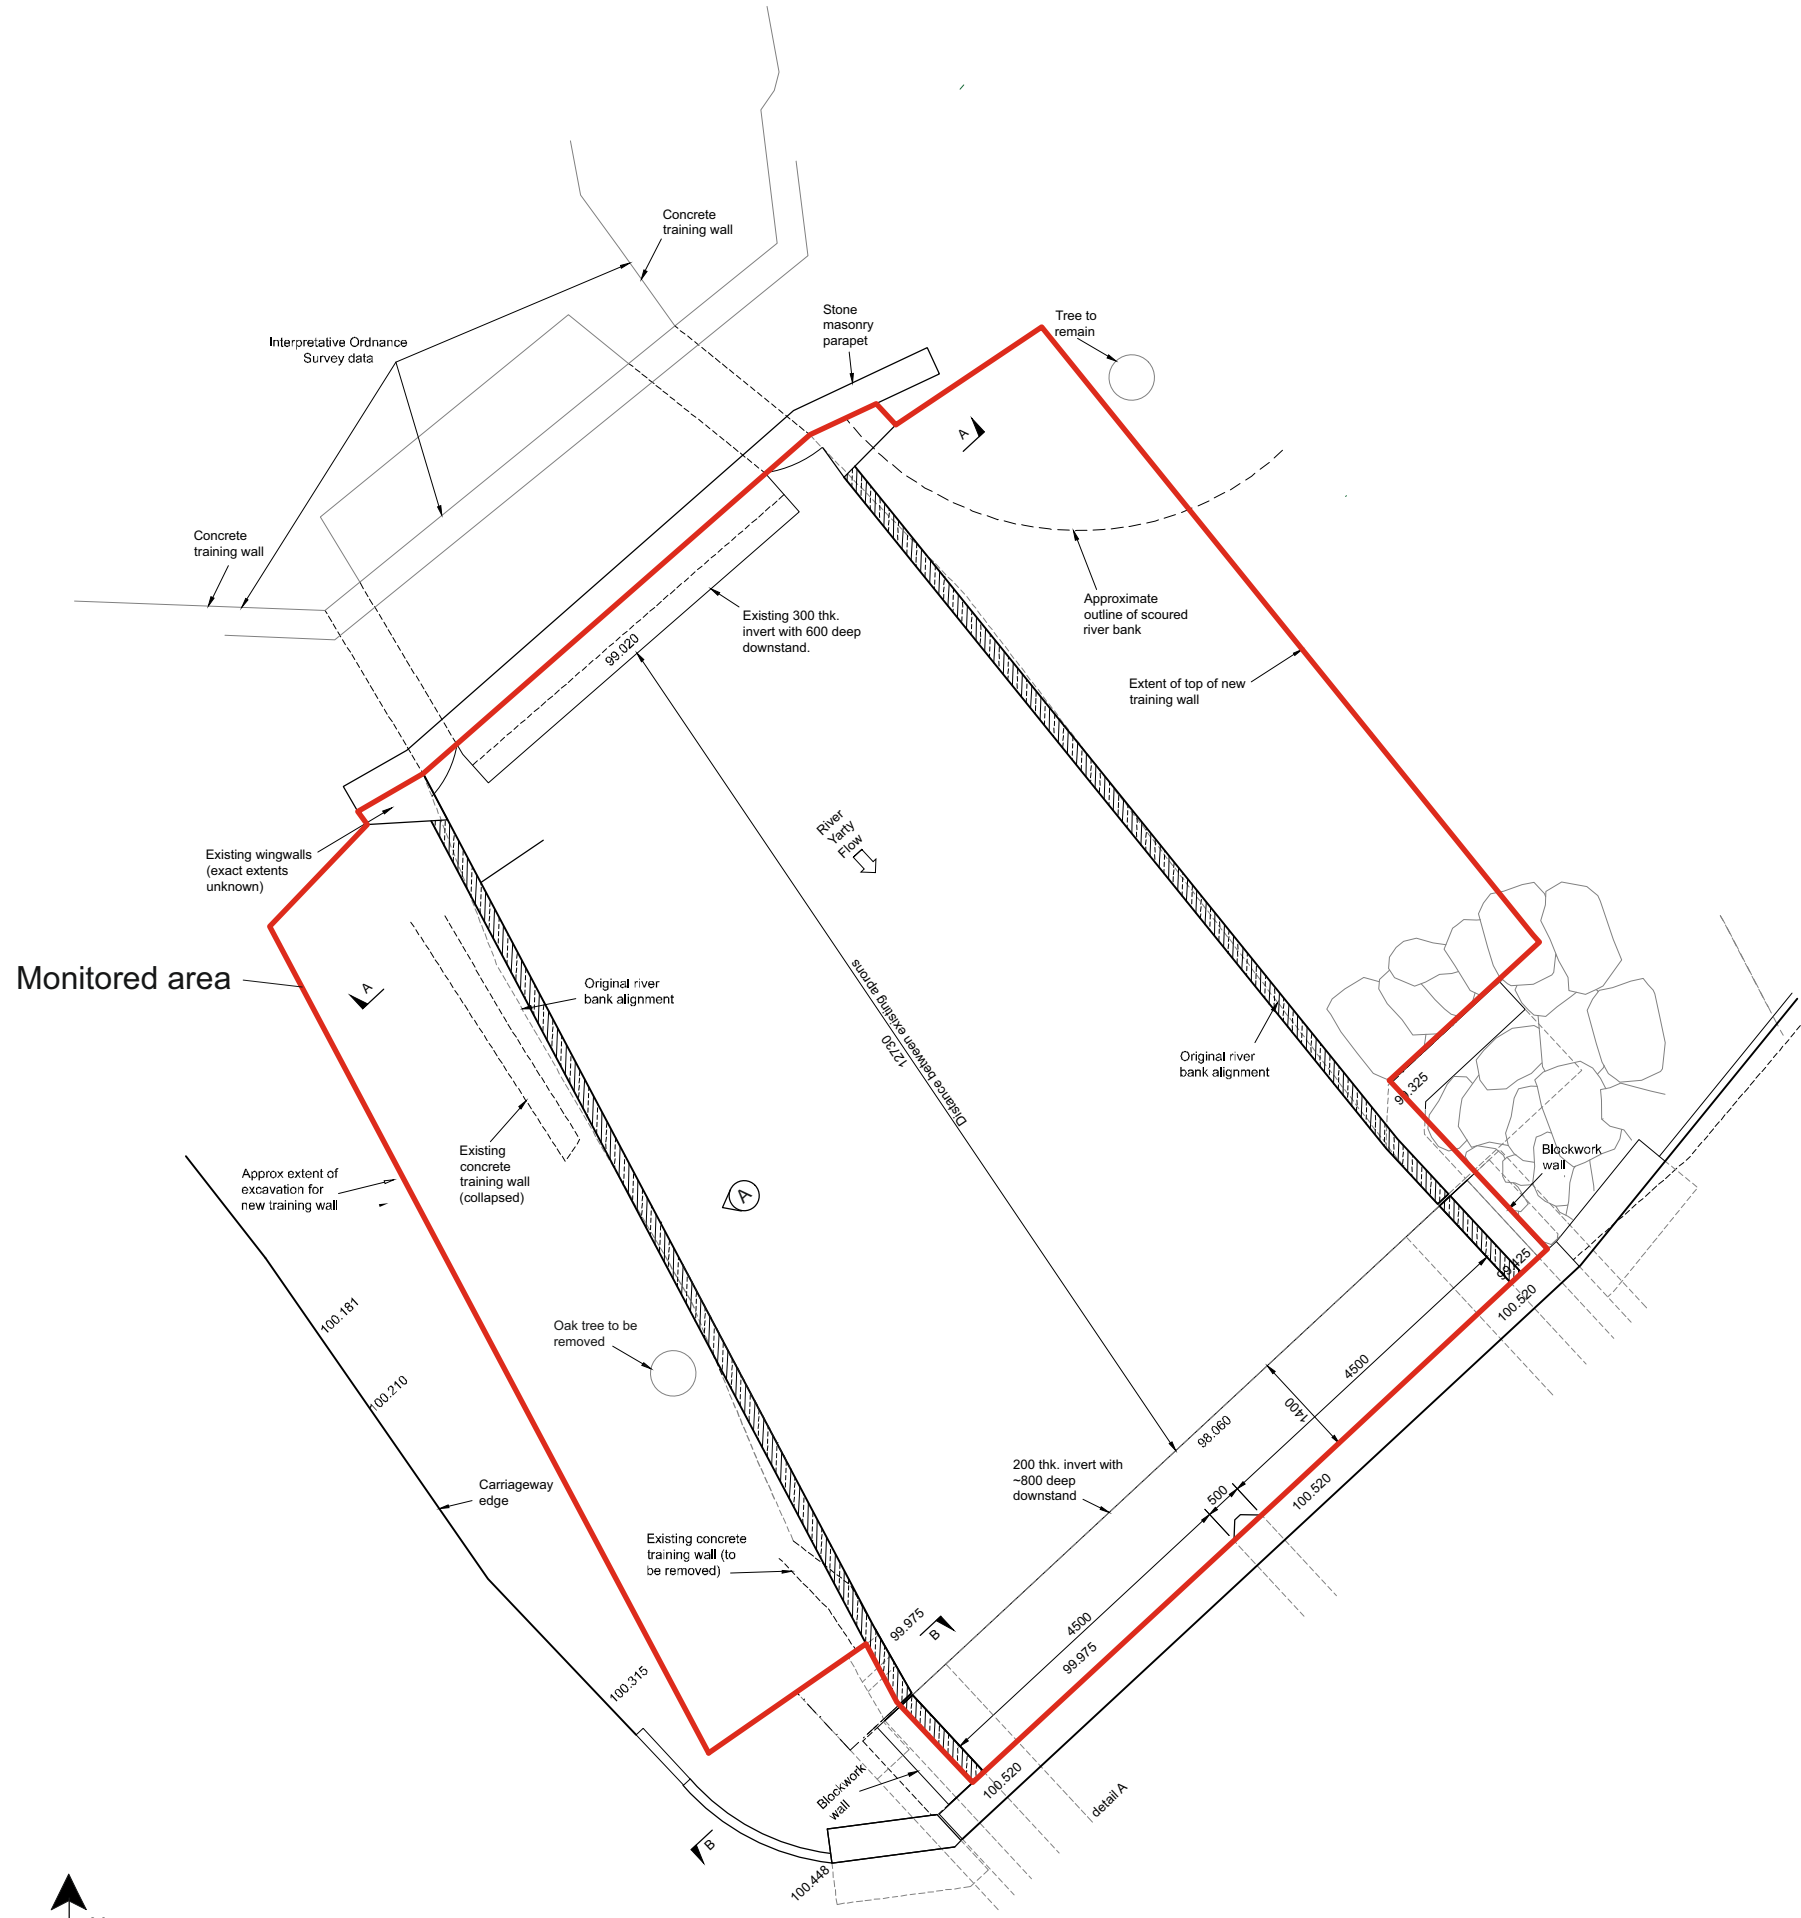 Concrete
training wall
Stone
masonry
parapet
Tree to
remain
Interpretative Ordnance
Survey data
A
Concrete
training wall
Existing 300 thk.
invert with 600 deep
downstand.
99.020
Approximate
outline of scoured
river bank
Extent of top of new
training wall
River
Yarty
Flow
Existing wingwalls
(exact extents
unknown)
Monitored area
A
Original river
bank alignment
Distance between existing aprons
12730
Original river
bank alignment
99.325
Blockwork
wall
Existing
concrete
training wall
(collapsed)
Approx extent of
excavation for
new training wall
A
99.425
100.520
100.181
Oak tree to be
removed
100.210
4500
1400
98.060
Carriageway
edge
200 thk. invert with
~800 deep
downstand
500
100.520
Existing concrete
training wall (to
be removed)
99.975
B
4500
99.975
100.315
Blockwork
wall
100.520
detail A
B
100.448